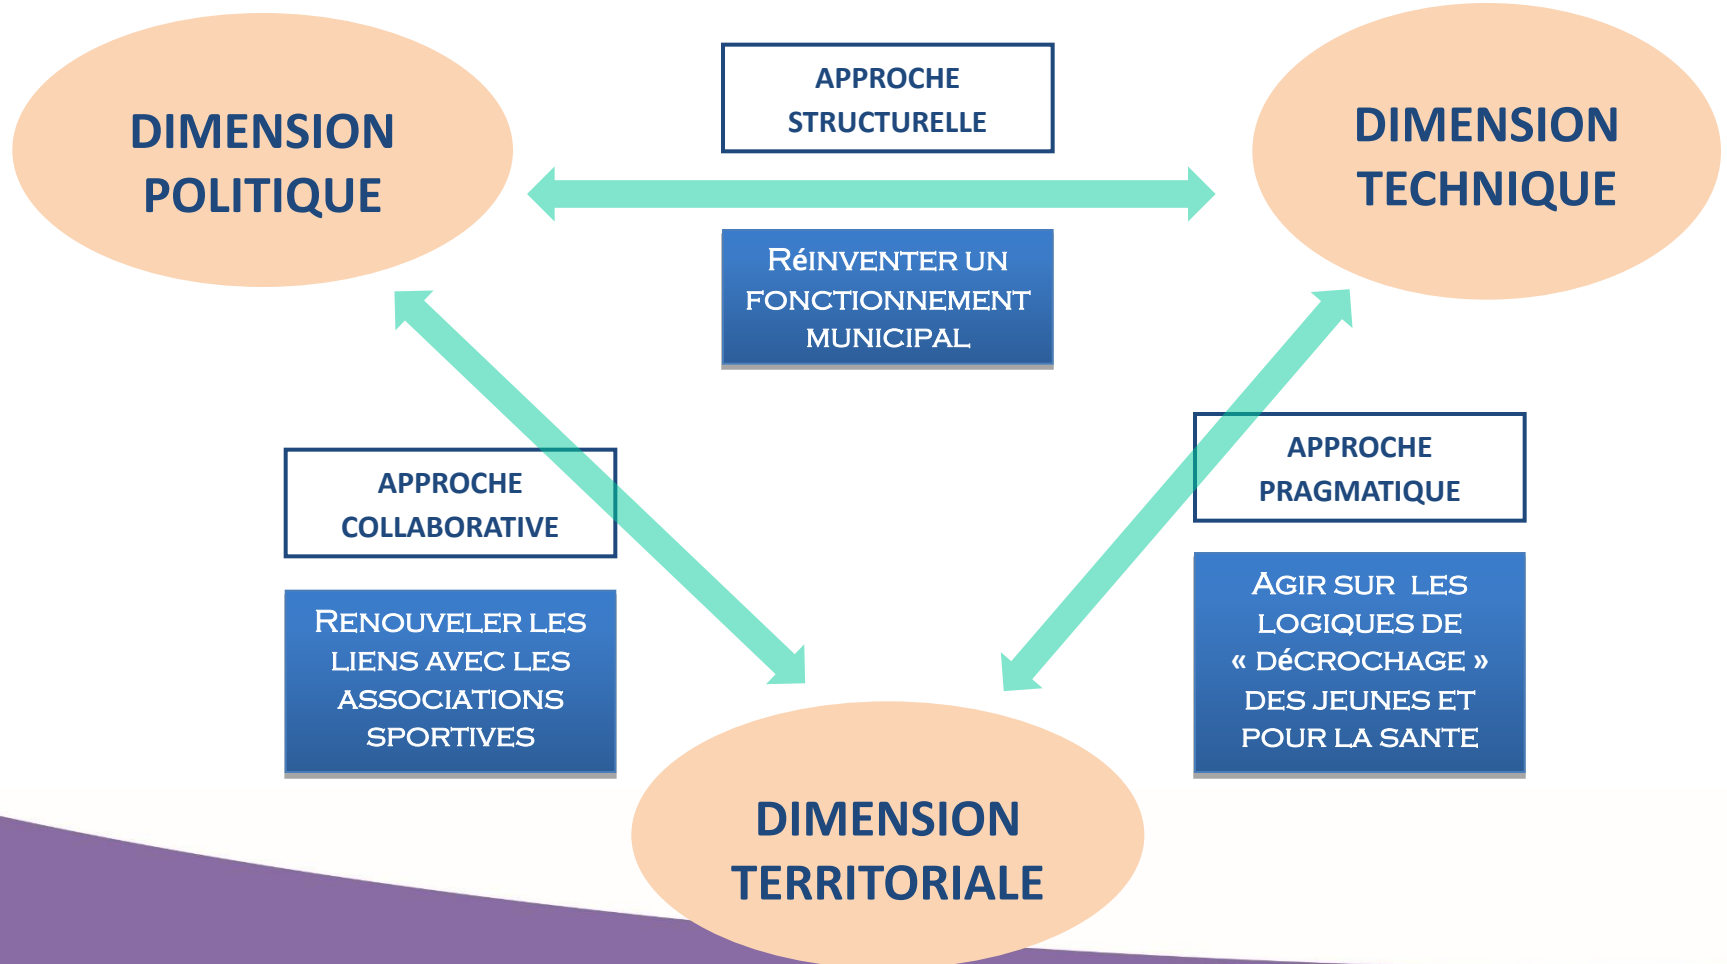 DIMENSION
POLITIQUE
APPROCHE
STRUCTURELLE
DIMENSION
TECHNIQUE
Réinventer un
fonctionnement
municipal
APPROCHE
COLLABORATIVE
Renouveler les
liens avec les
associations
sportives
APPROCHE
PRAGMATIQUE
Agir sur les
logiques de
« décrochage »
des jeunes et
pour la sante
DIMENSION
TERRITORIALE